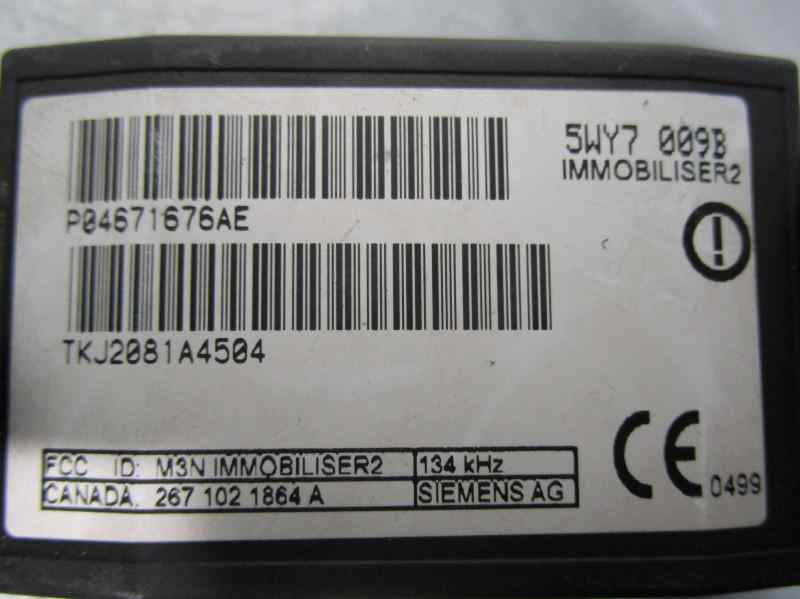 5WY7 009B
IMMOBILISER2
P04671676AE
TKJ2081A4504
FCC ID: M3N IMMOBILISER2 134 kHz
CANADA. 267 102 1864 A SIEMENS AG
CE 0499